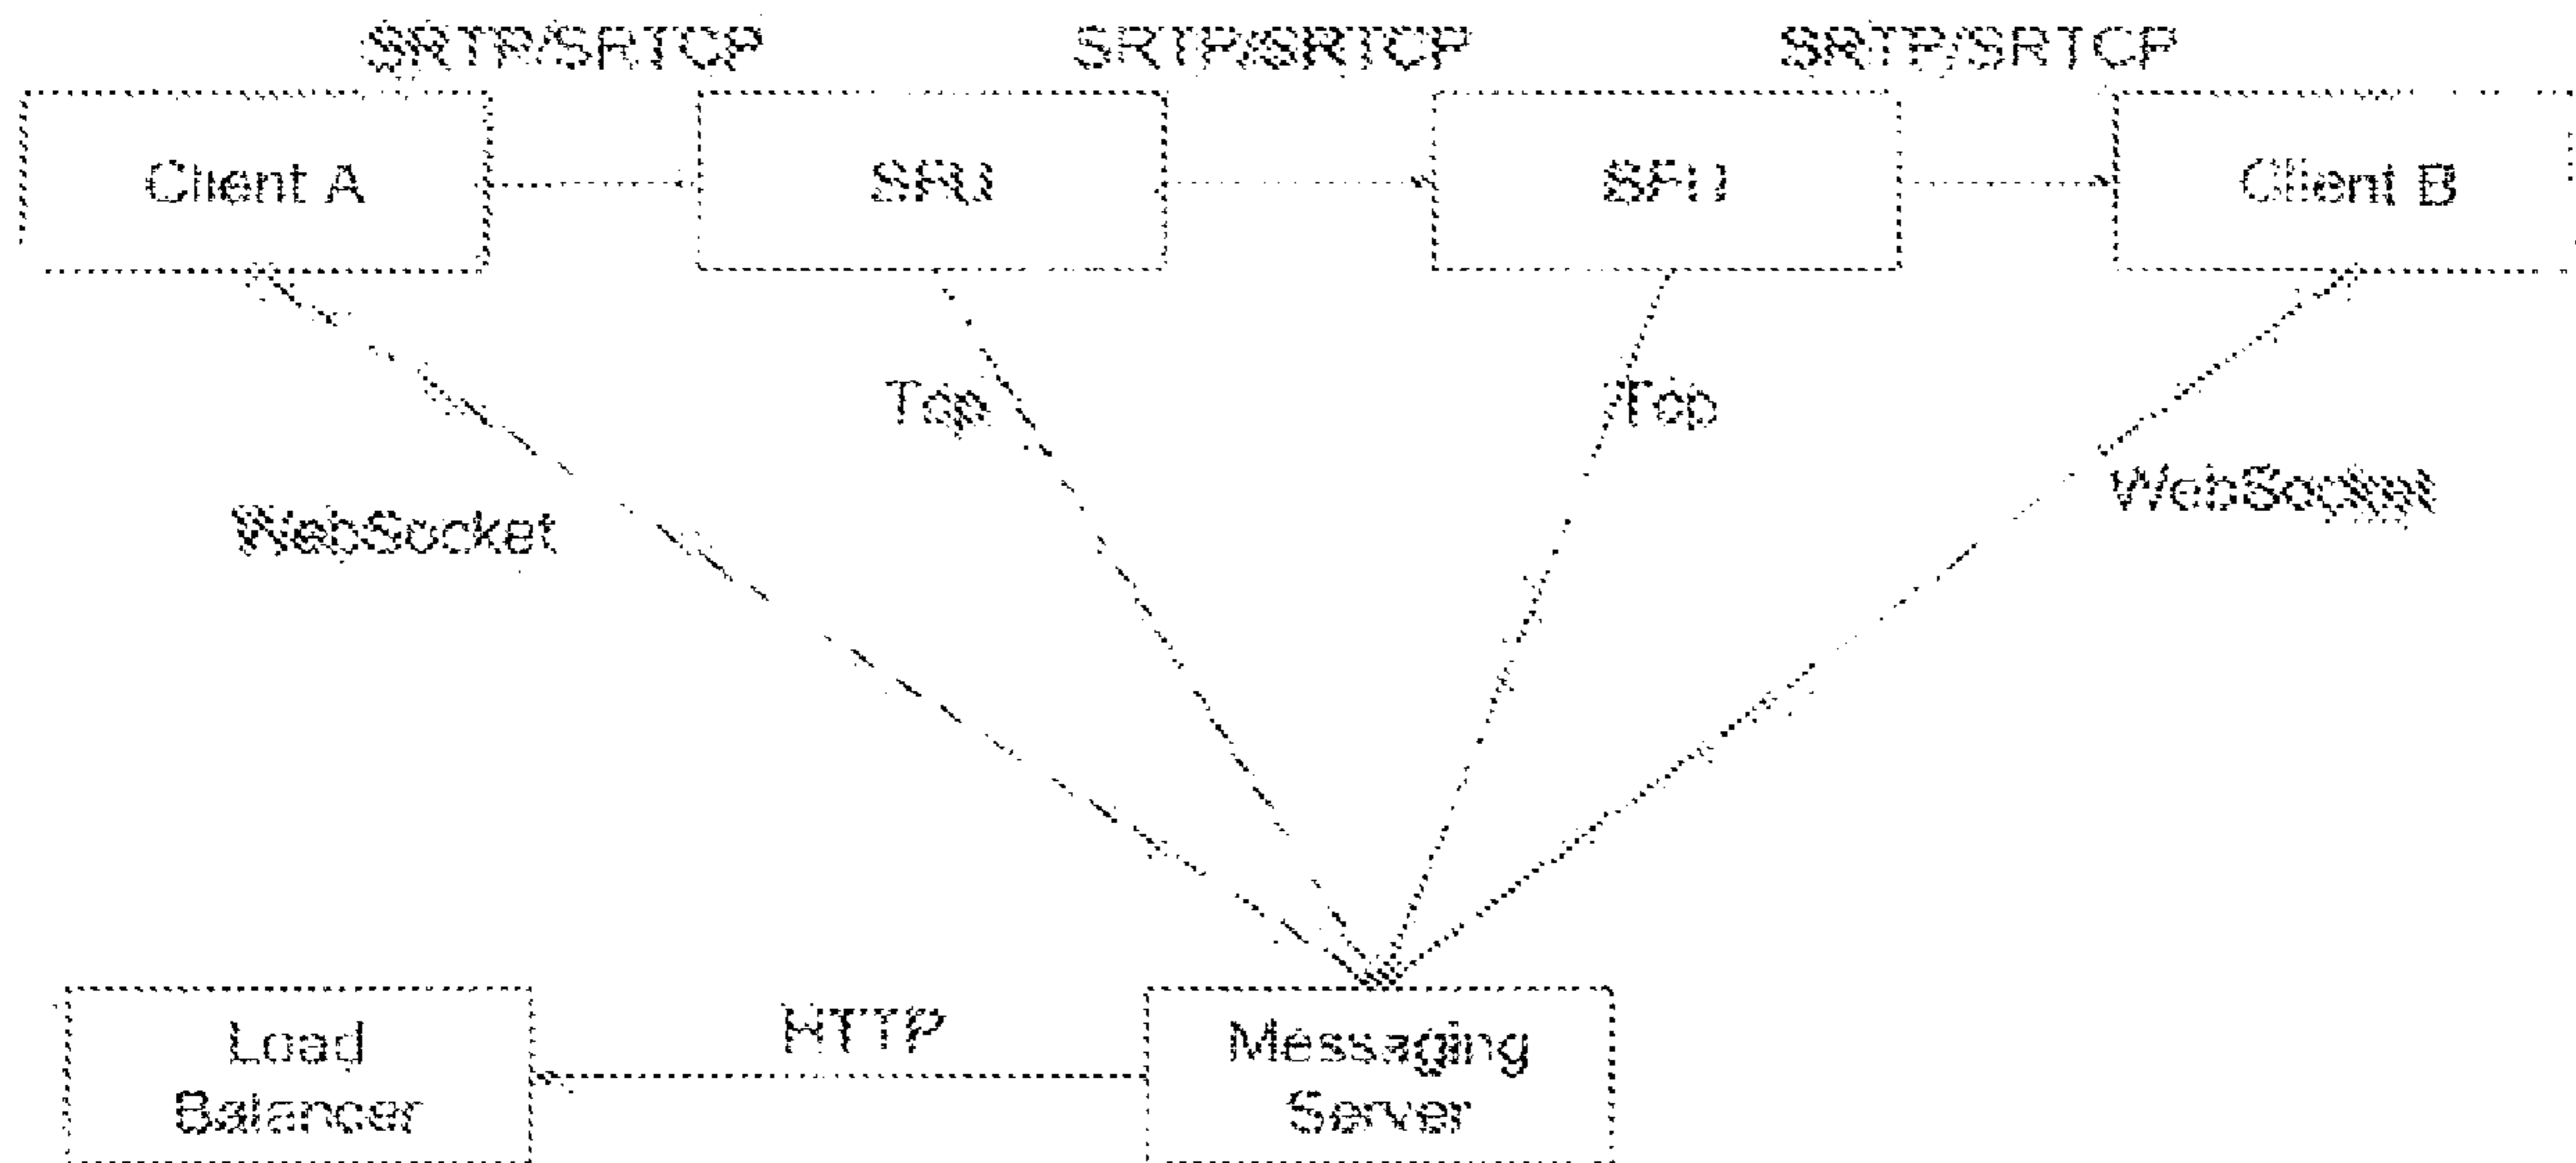 SRTP/SRTCP SRTP/SRTCP SRTP/SRTCP
Client A SFU SFU Client B
Tcp Tcp
WebSocket
WebSocket
HTTP
Load
Balancer
Messaging
Server